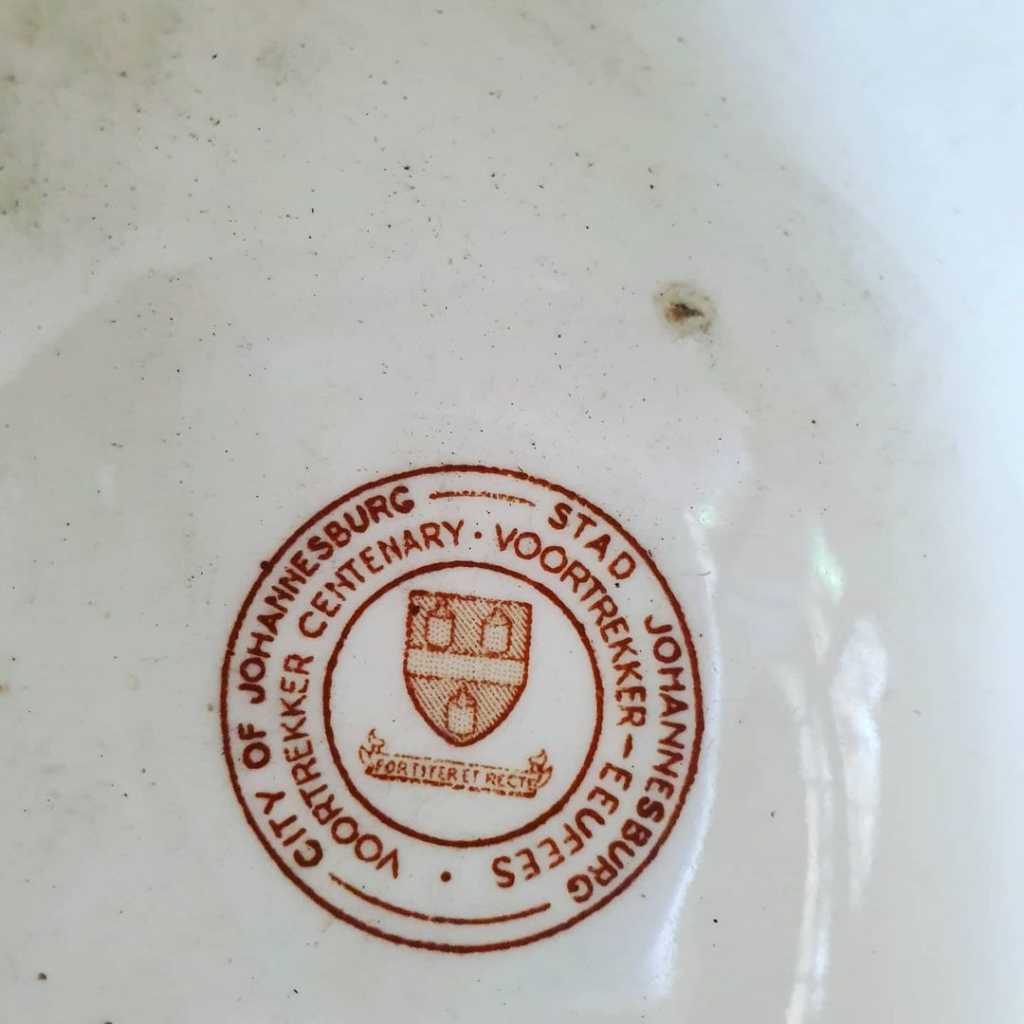 CITY OF JOHANNESBURG
STAD JOHANNESBURG
VOORTREKKER CENTENARY · VOORTREKKER-EEUFEES ·
FORTITER ET RECTE